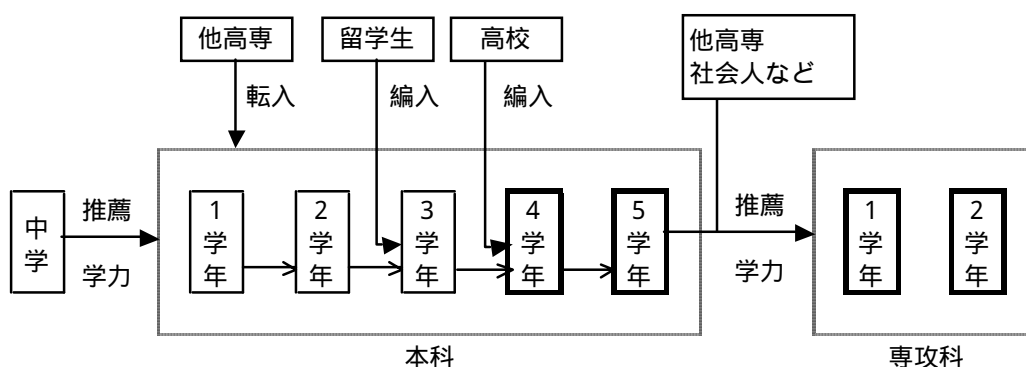 他高専
留学生
高校
他高専
社会人など
転入
編入
編入
中学
推薦
学力
1学年
2学年
3学年
4学年
5学年
推薦
学力
1学年
2学年
本科
専攻科